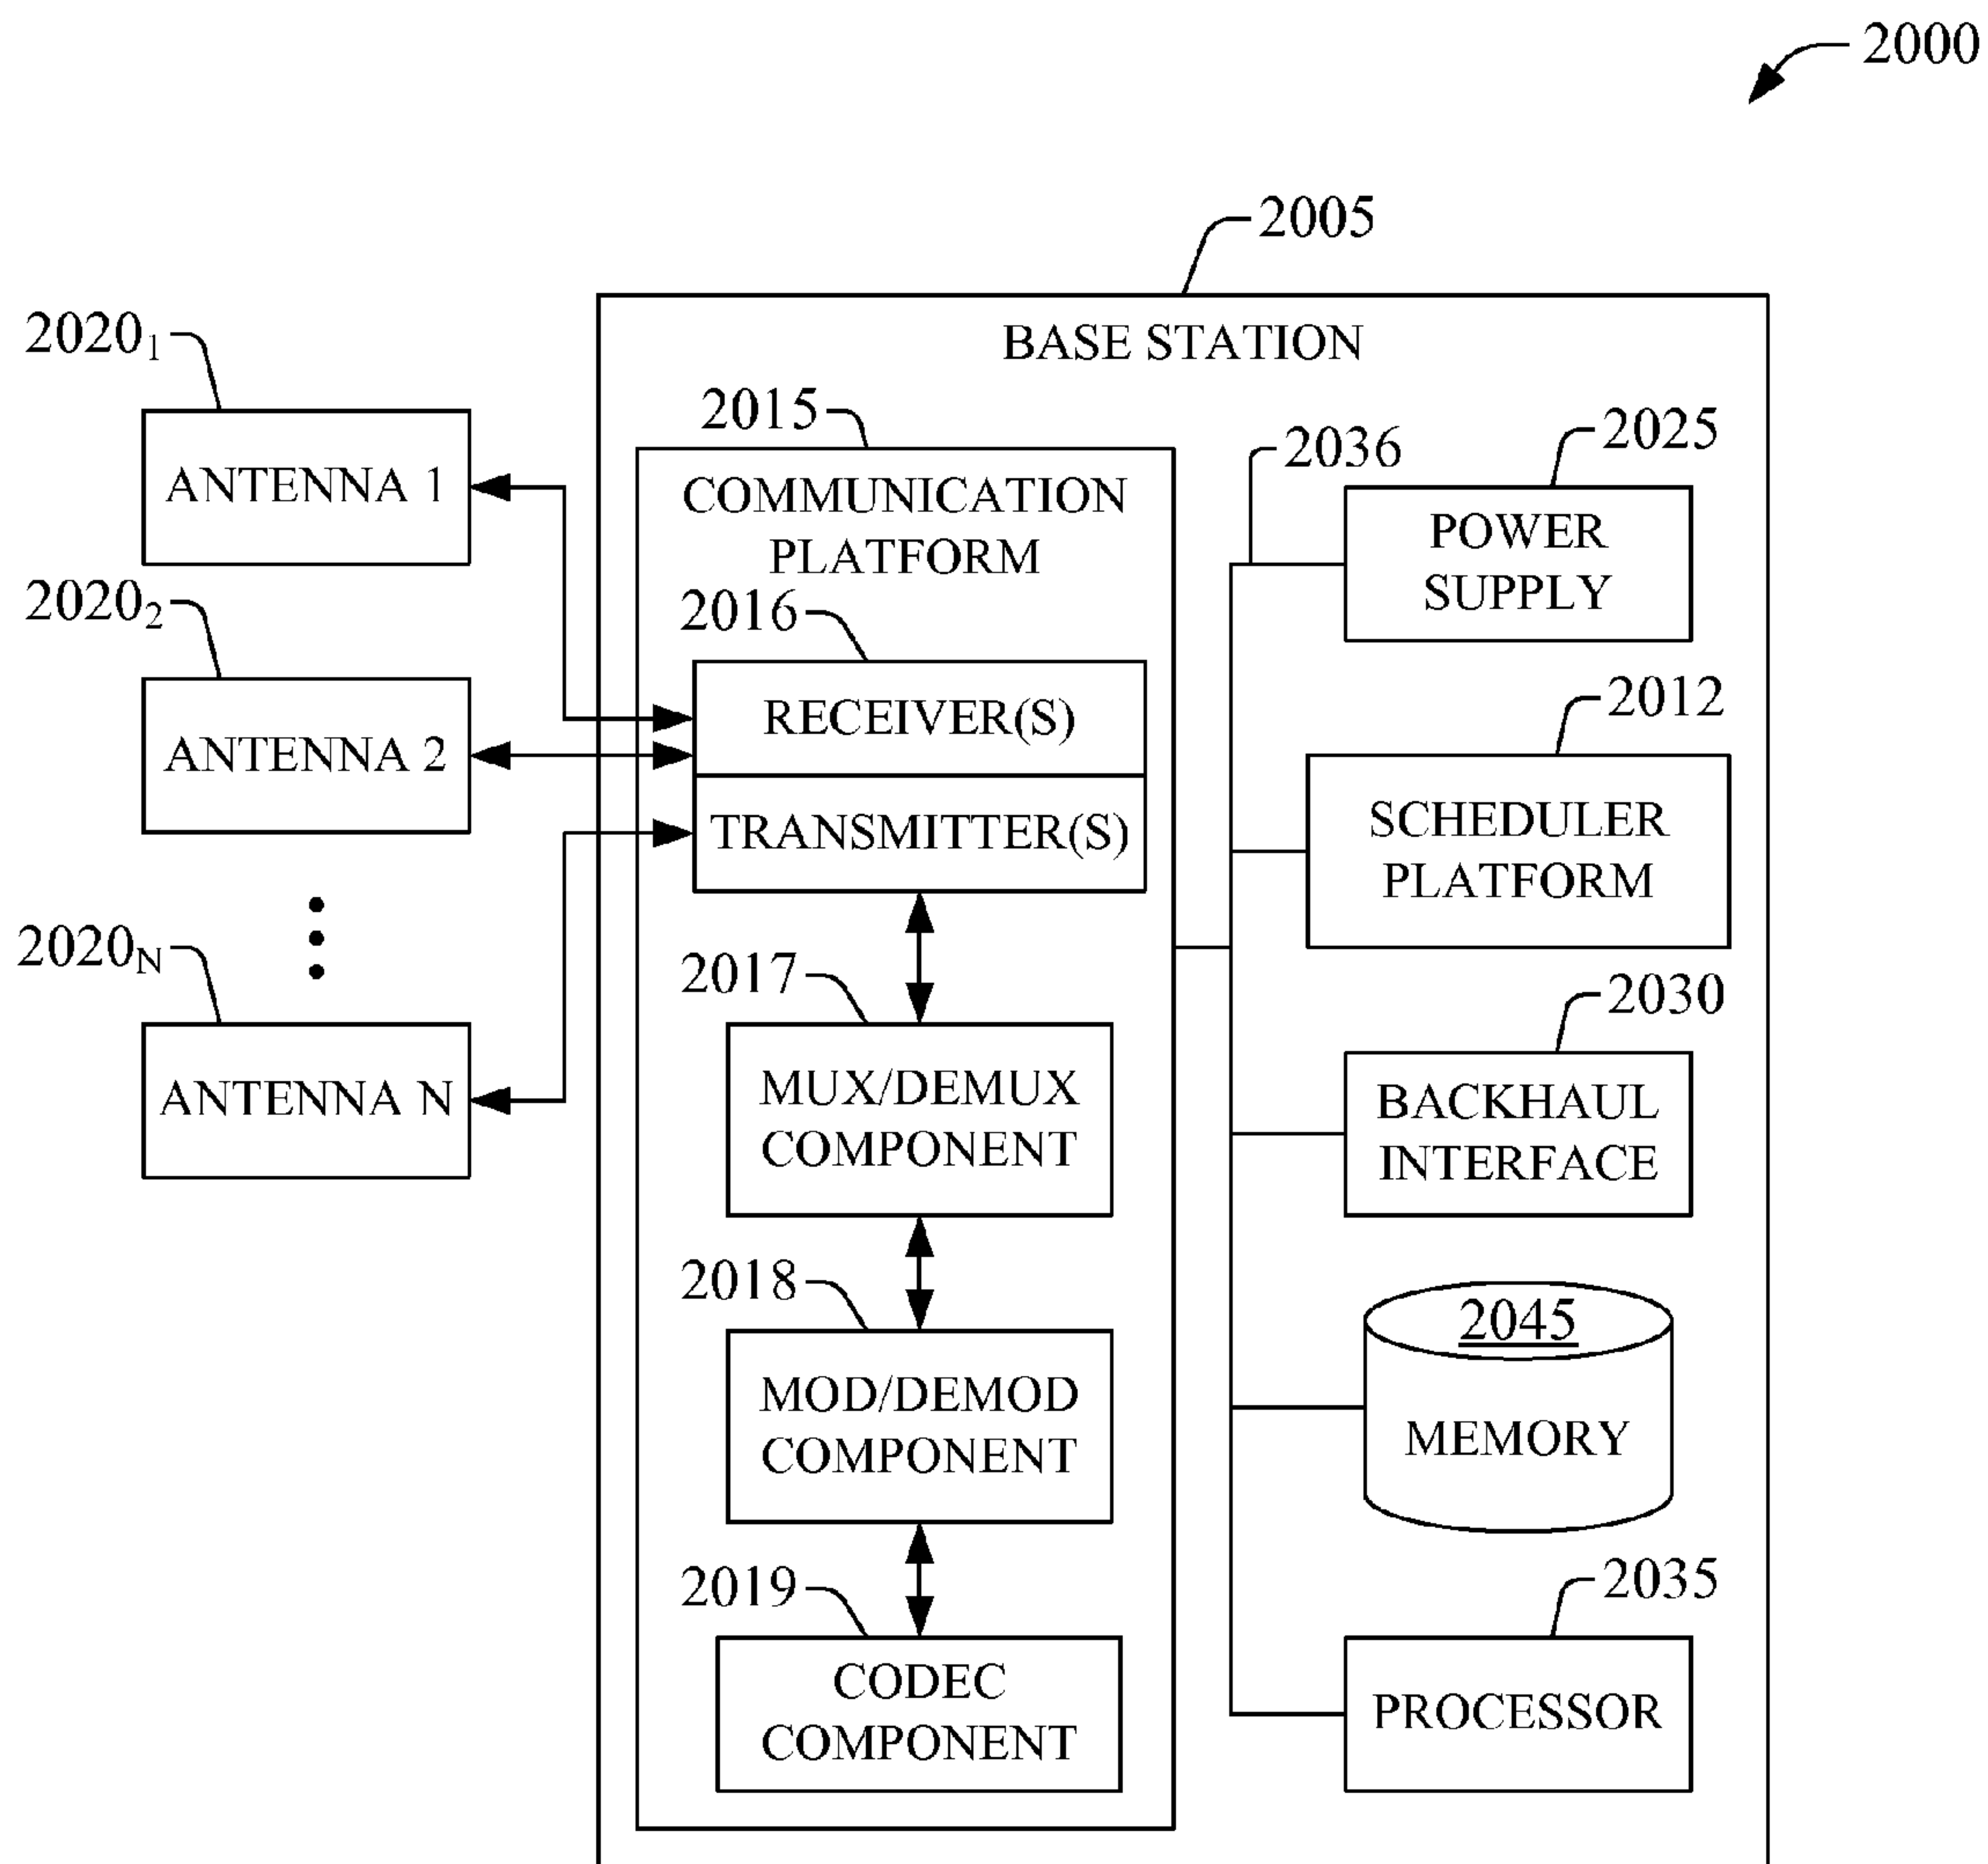 2000
2005
BASE STATION
2020₁
ANTENNA 1
2020₂
ANTENNA 2
2020ɴ
ANTENNA N
2015
COMMUNICATION
PLATFORM
2016
RECEIVER(S)
TRANSMITTER(S)
2017
MUX/DEMUX
COMPONENT
2018
MOD/DEMOD
COMPONENT
2019
CODEC
COMPONENT
2036
2025
POWER
SUPPLY
2012
SCHEDULER
PLATFORM
2030
BACKHAUL
INTERFACE
2045
MEMORY
2035
PROCESSOR